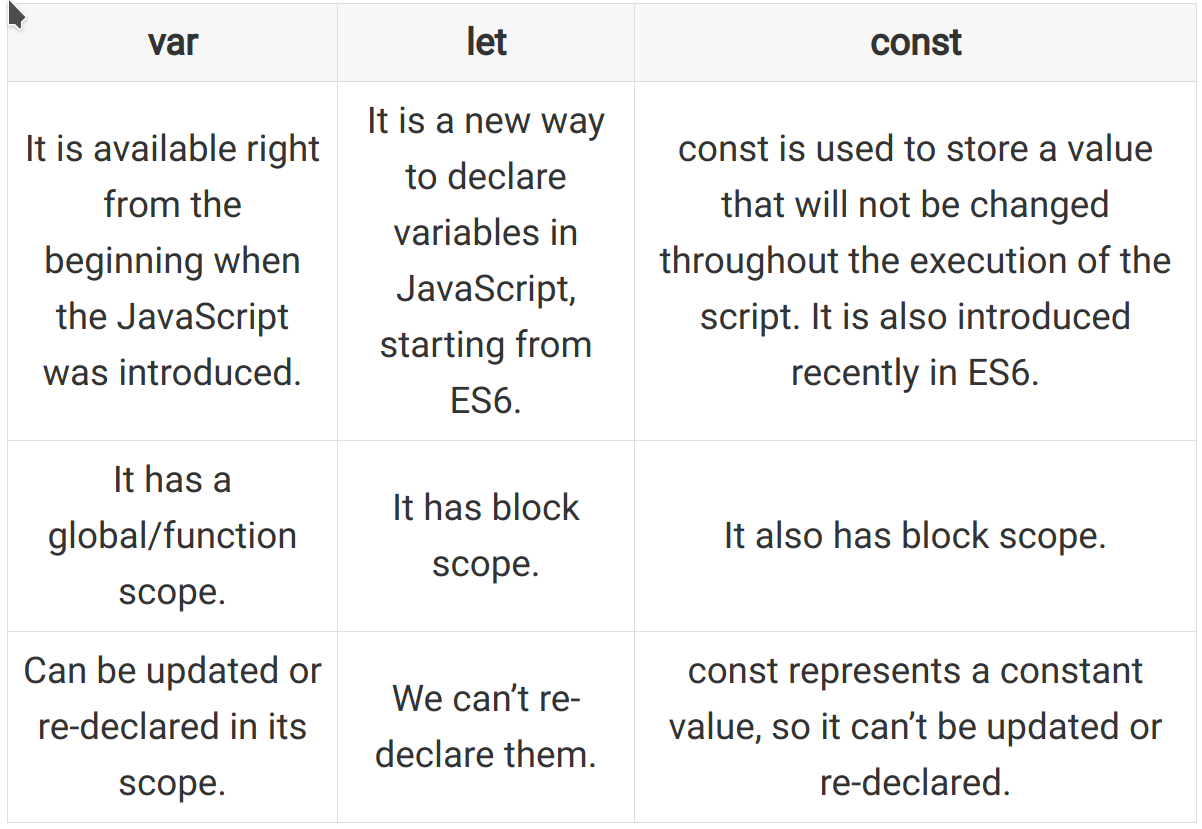 var
let
const
It is available right
from the
beginning when
the JavaScript
was introduced.
It is a new way
to declare
variables in
JavaScript,
starting from
ES6.
const is used to store a value
that will not be changed
throughout the execution of the
script. It is also introduced
recently in ES6.
It has a
global/function
scope.
It has block
scope.
It also has block scope.
Can be updated or
re-declared in its
scope.
We can’t re-
declare them.
const represents a constant
value, so it can’t be updated or
re-declared.